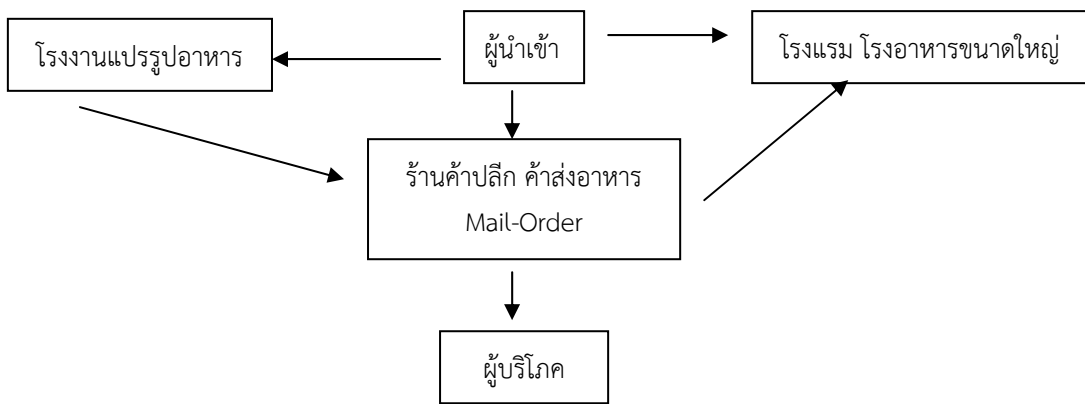 โรงงานแปรรูปอาหาร
ผู้นำเข้า
โรงแรม โรงอาหารขนาดใหญ่
ร้านค้าปลีก ค้าส่งอาหาร
Mail-Order
ผู้บริโภค